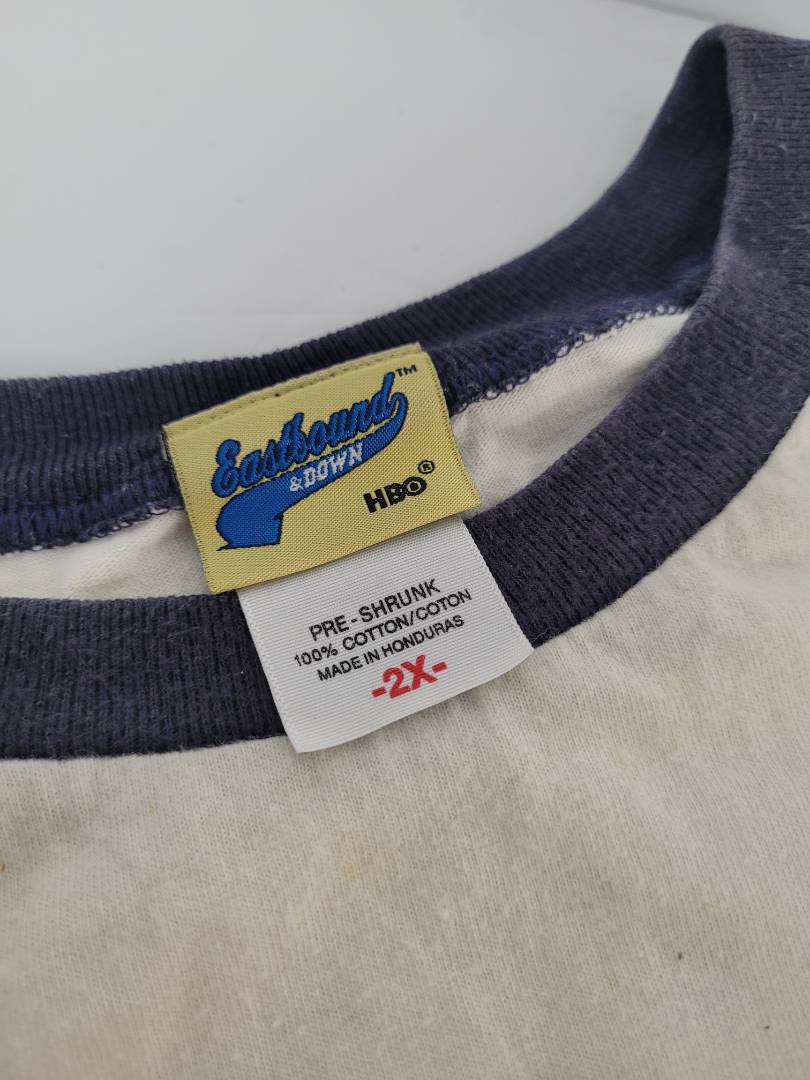 Eastbound™
& DOWN
HBO®
PRE-SHRUNK
100% COTTON/COTON
MADE IN HONDURAS
-2X-